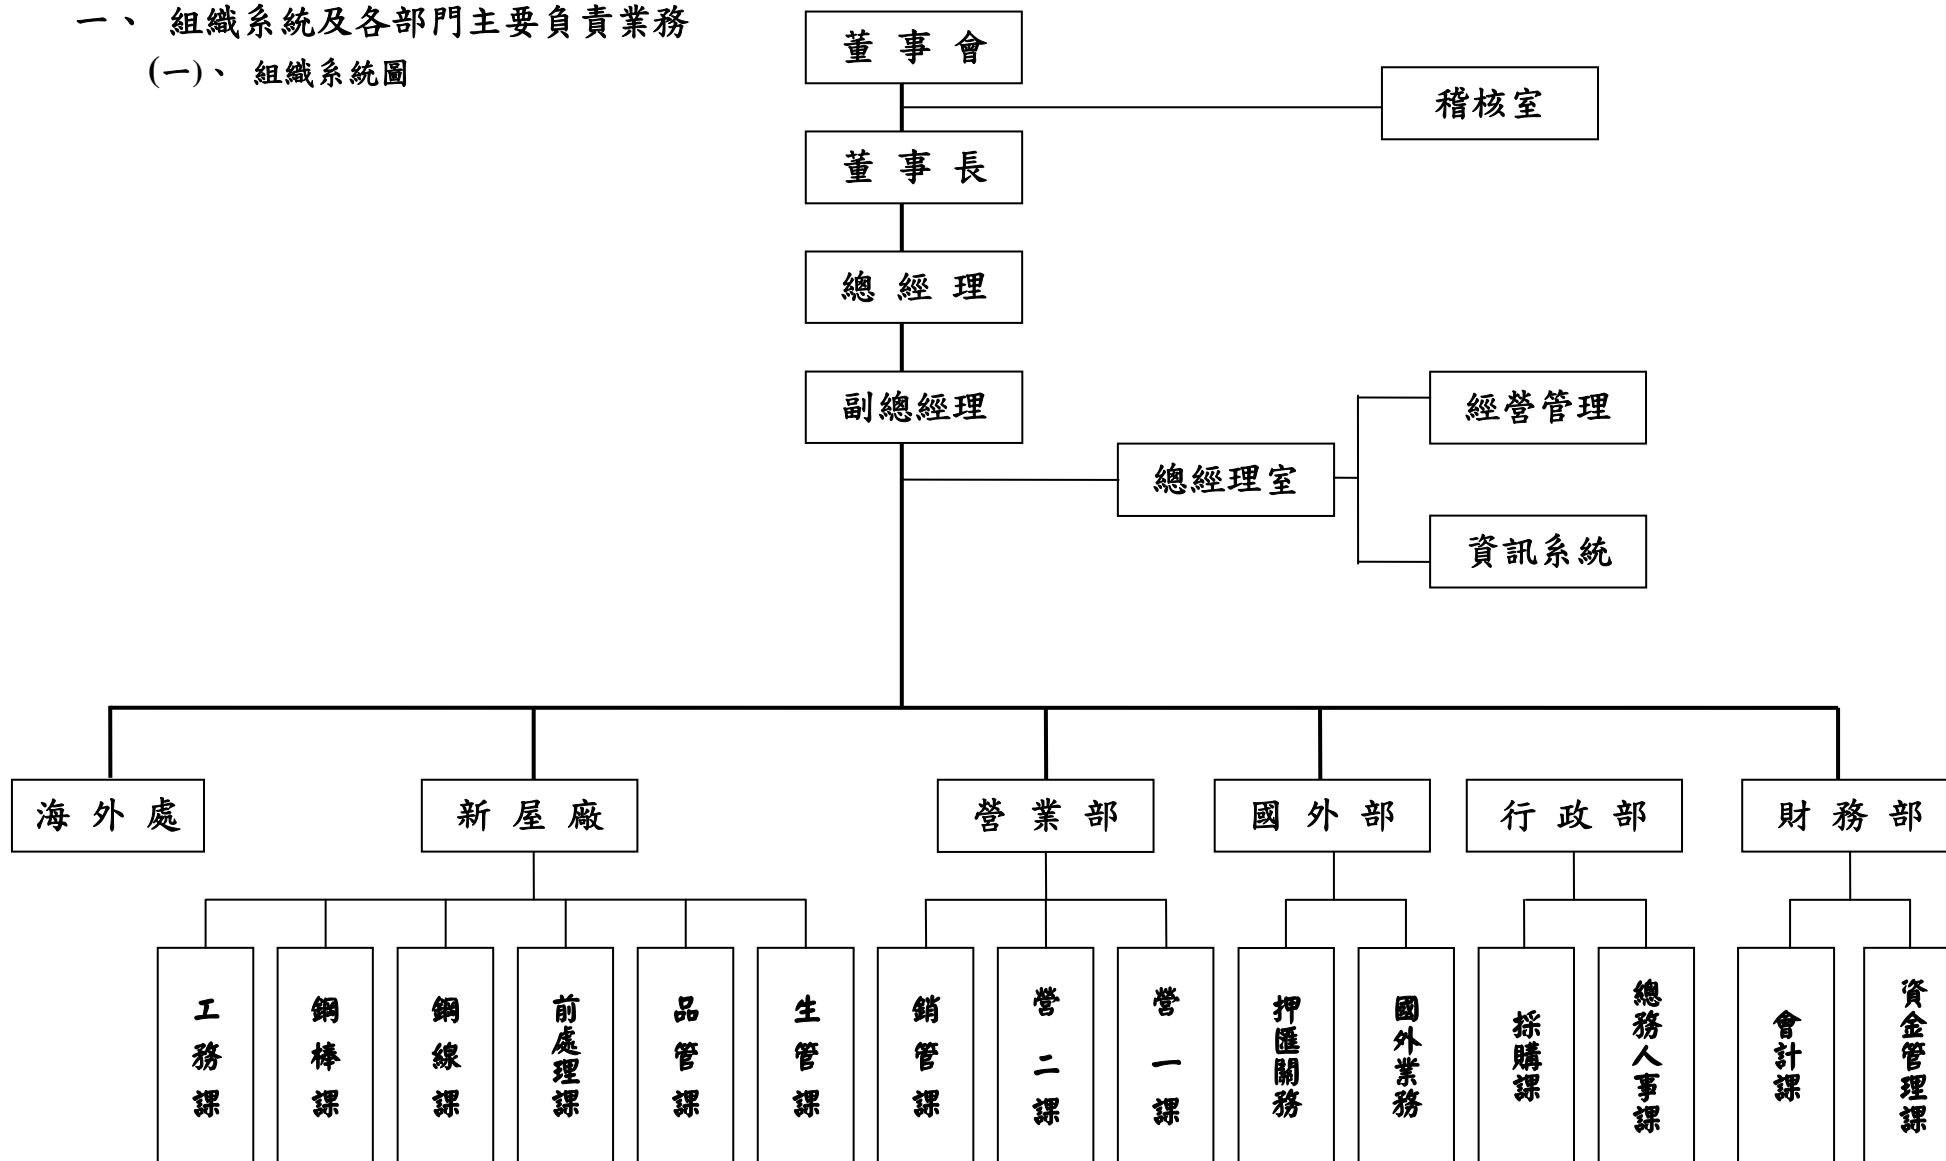 一、 組織系統及各部門主要負責業務
(一)、 組織系統圖
董 事 會
稽核室
董 事 長
總 經 理
副總經理
經營管理
總經理室
資訊系統
海 外 處
新 屋 廠
營 業 部
國 外 部
行 政 部
財 務 部
工務課
鋼棒課
鋼線課
前處理課
品管課
生管課
銷管課
營二課
營一課
押匯關務
國外業務
採購課
總務人事課
會計課
資金管理課